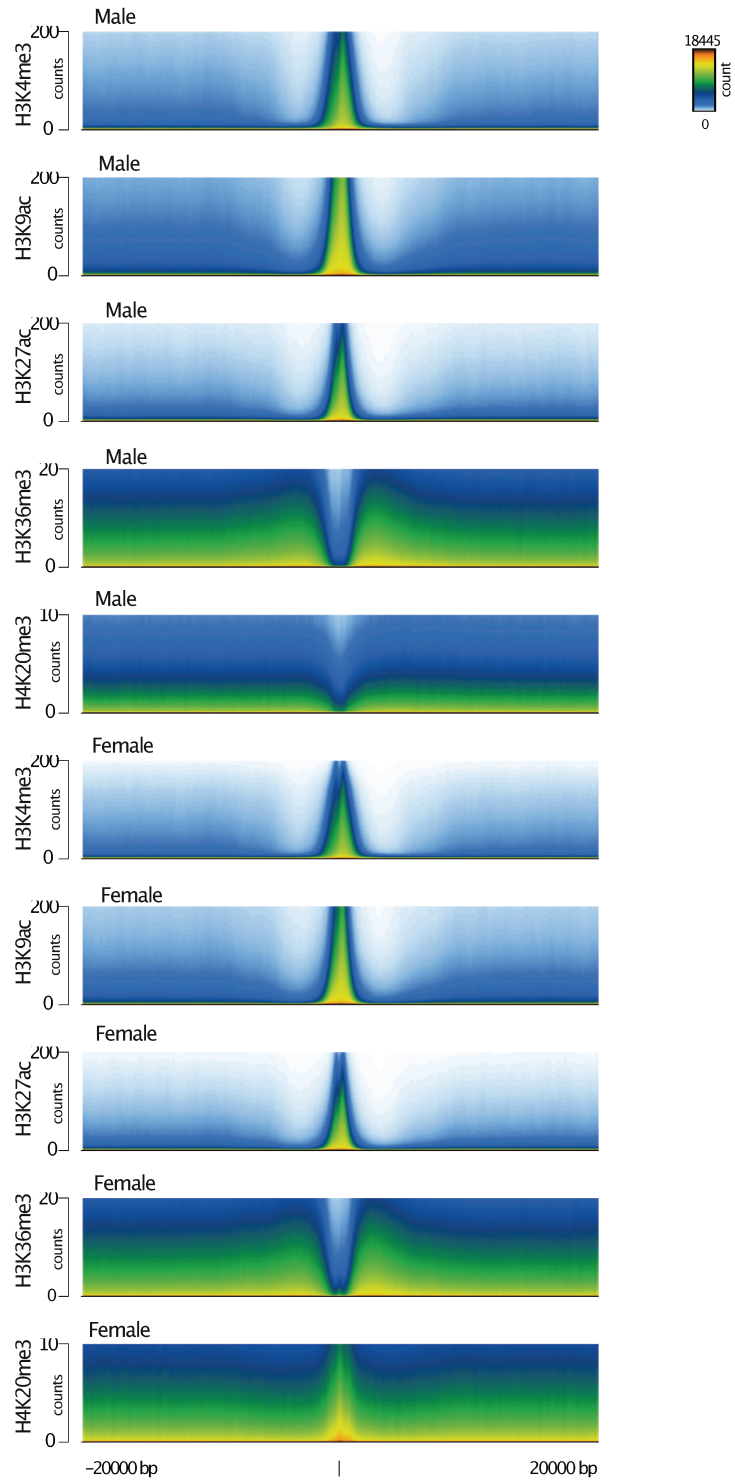 Male
200
H3K4me3
counts
0
18445
count
0
Male
200
H3K9ac
counts
0
Male
200
H3K27ac
counts
0
Male
20
H3K36me3
counts
0
Male
10
H4K20me3
counts
0
Female
200
H3K4me3
counts
0
Female
200
H3K9ac
counts
0
Female
200
H3K27ac
counts
0
Female
20
H3K36me3
counts
0
Female
10
H4K20me3
counts
0
−20000 bp | 20000 bp